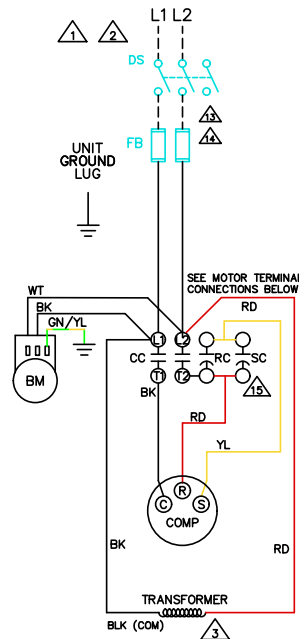 L1 L2
1
2
DS
13
14
FB
UNIT
GROUND
LUG
SEE MOTOR TERMINAL
CONNECTIONS BELOW
WT
RD
BK
GN/YL
L1
L2
CC
RC
SC
BM
T1
T2
15
BK
RD
YL
R
C
S
COMP
BK
RD
TRANSFORMER
BLK (COM)
3